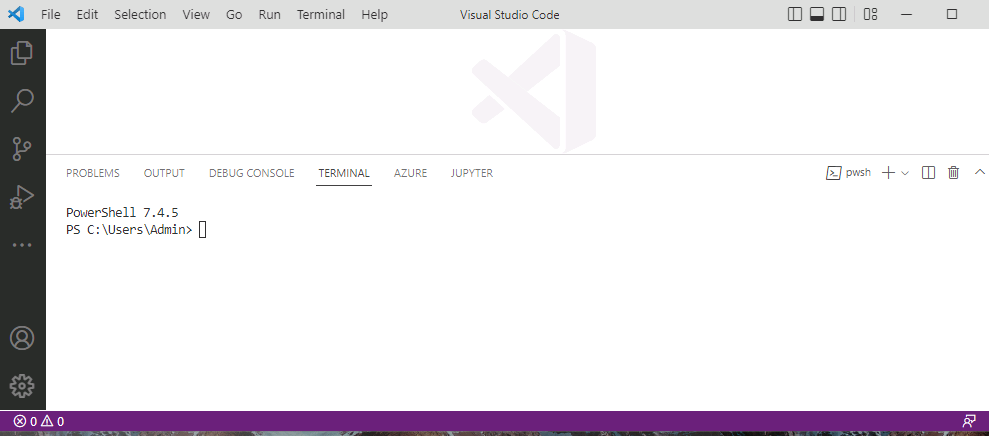 File Edit Selection View Go Run Terminal Help Visual Studio Code
PROBLEMS OUTPUT DEBUG CONSOLE TERMINAL AZURE JUPYTER pwsh
PowerShell 7.4.5
PS C:\Users\Admin>
0 0